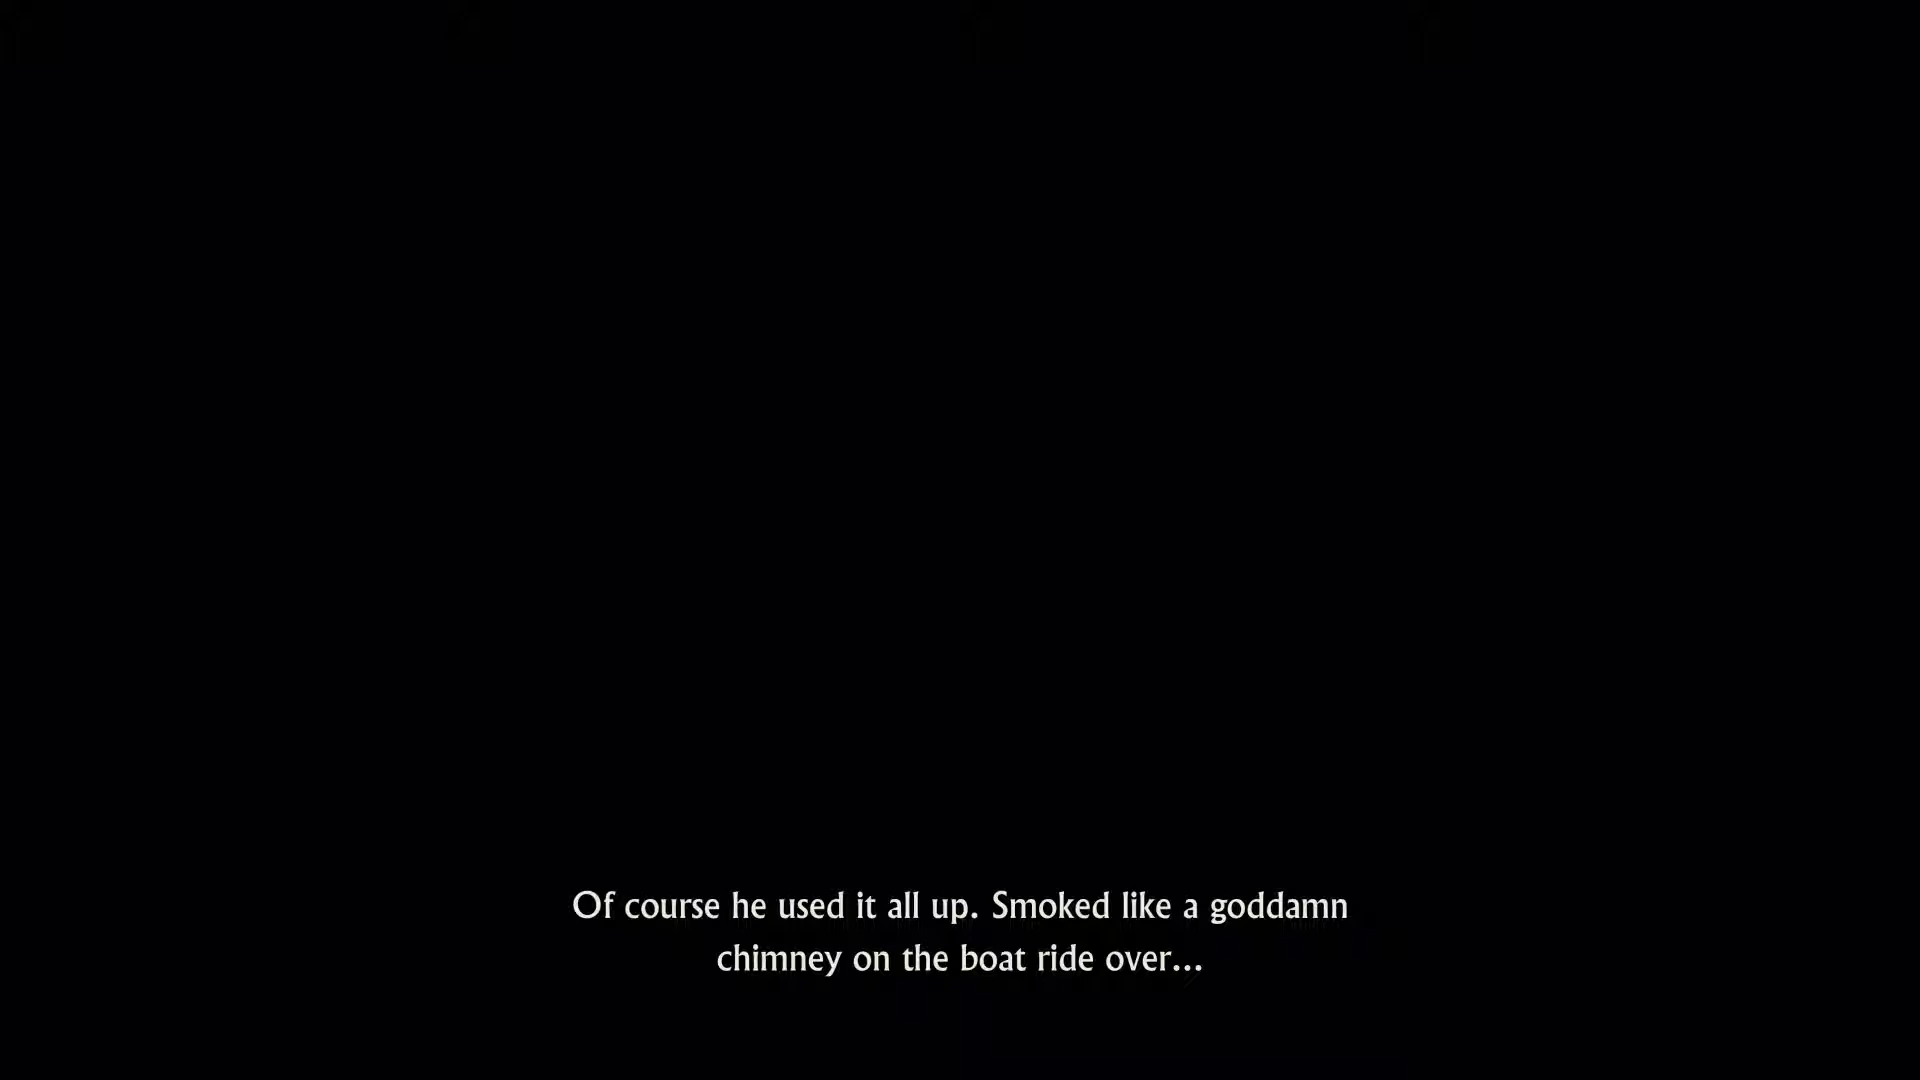 Of course he used it all up. Smoked like a goddamn
chimney on the boat ride over...